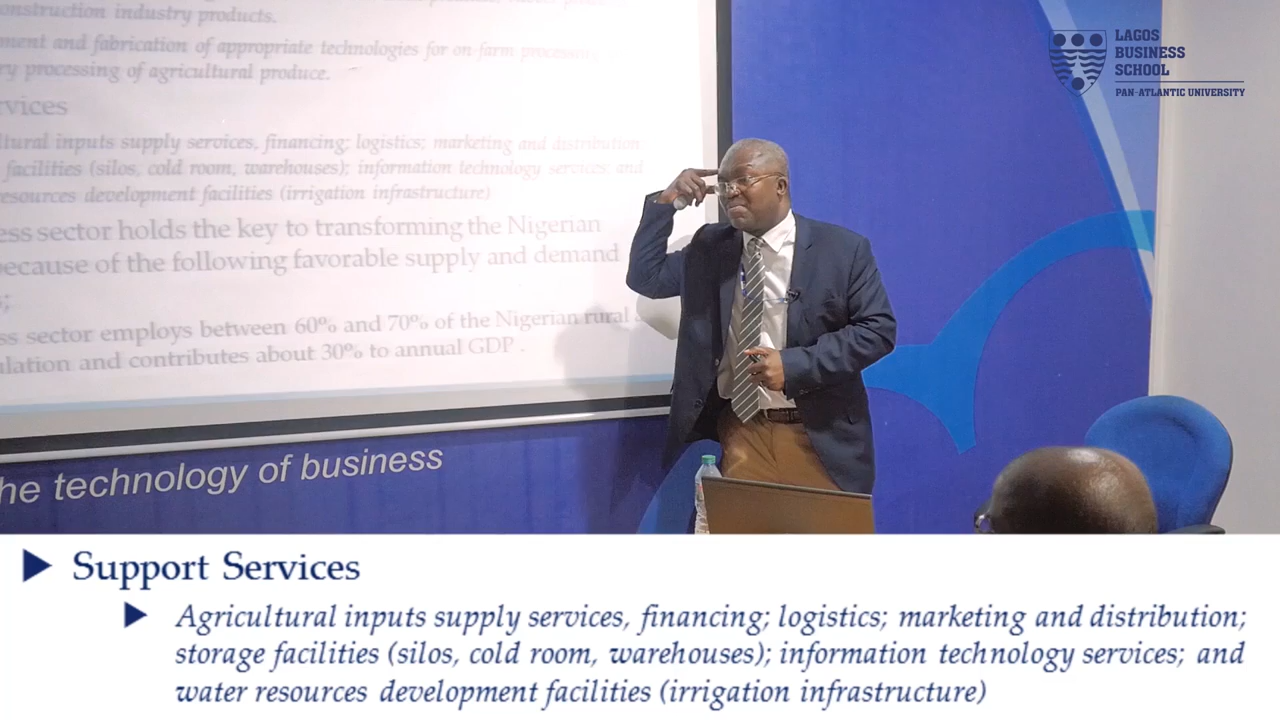 onstruction industry products.
ment and fabrication of appropriate technologies for on farm processing,
ry processing of agricultural produce.
rvices
ltural inputs supply services, financing; logistics; marketing and distribution
facilities (silos, cold room, warehouses); information technology services and
esources development facilities (irrigation infrastructure)
ess sector holds the key to transforming the Nigerian
because of the following favorable supply and demand
s;
ss sector employs between 60% and 70% of the Nigerian rural
ulation and contributes about 30% to annual GDP .
he technology of business
LAGOS
BUSINESS
SCHOOL
PAN-ATLANTIC UNIVERSITY
Support Services
Agricultural inputs supply services, financing; logistics; marketing and distribution;
storage facilities (silos, cold room, warehouses); information technology services; and
water resources development facilities (irrigation infrastructure)